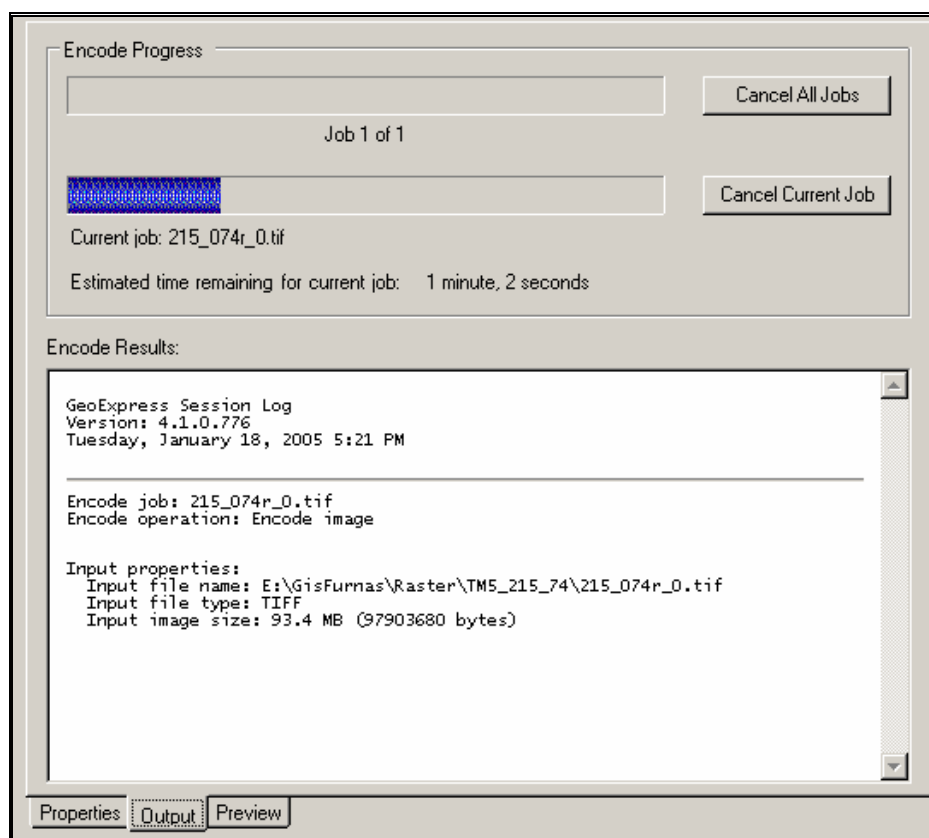 Encode Progress
Cancel All Jobs
Job 1 of 1
Cancel Current Job
Current job: 215_074r_0.tif
Estimated time remaining for current job: 1 minute, 2 seconds
Encode Results:
GeoExpress Session Log
Version: 4.1.0.776
Tuesday, January 18, 2005 5:21 PM
Encode job: 215_074r_0.tif
Encode operation: Encode image
Input properties:
Input file name: E:\GisFurnas\Raster\TM5_215_74\215_074r_0.tif
Input file type: TIFF
Input image size: 93.4 MB (97903680 bytes)
Properties Output Preview